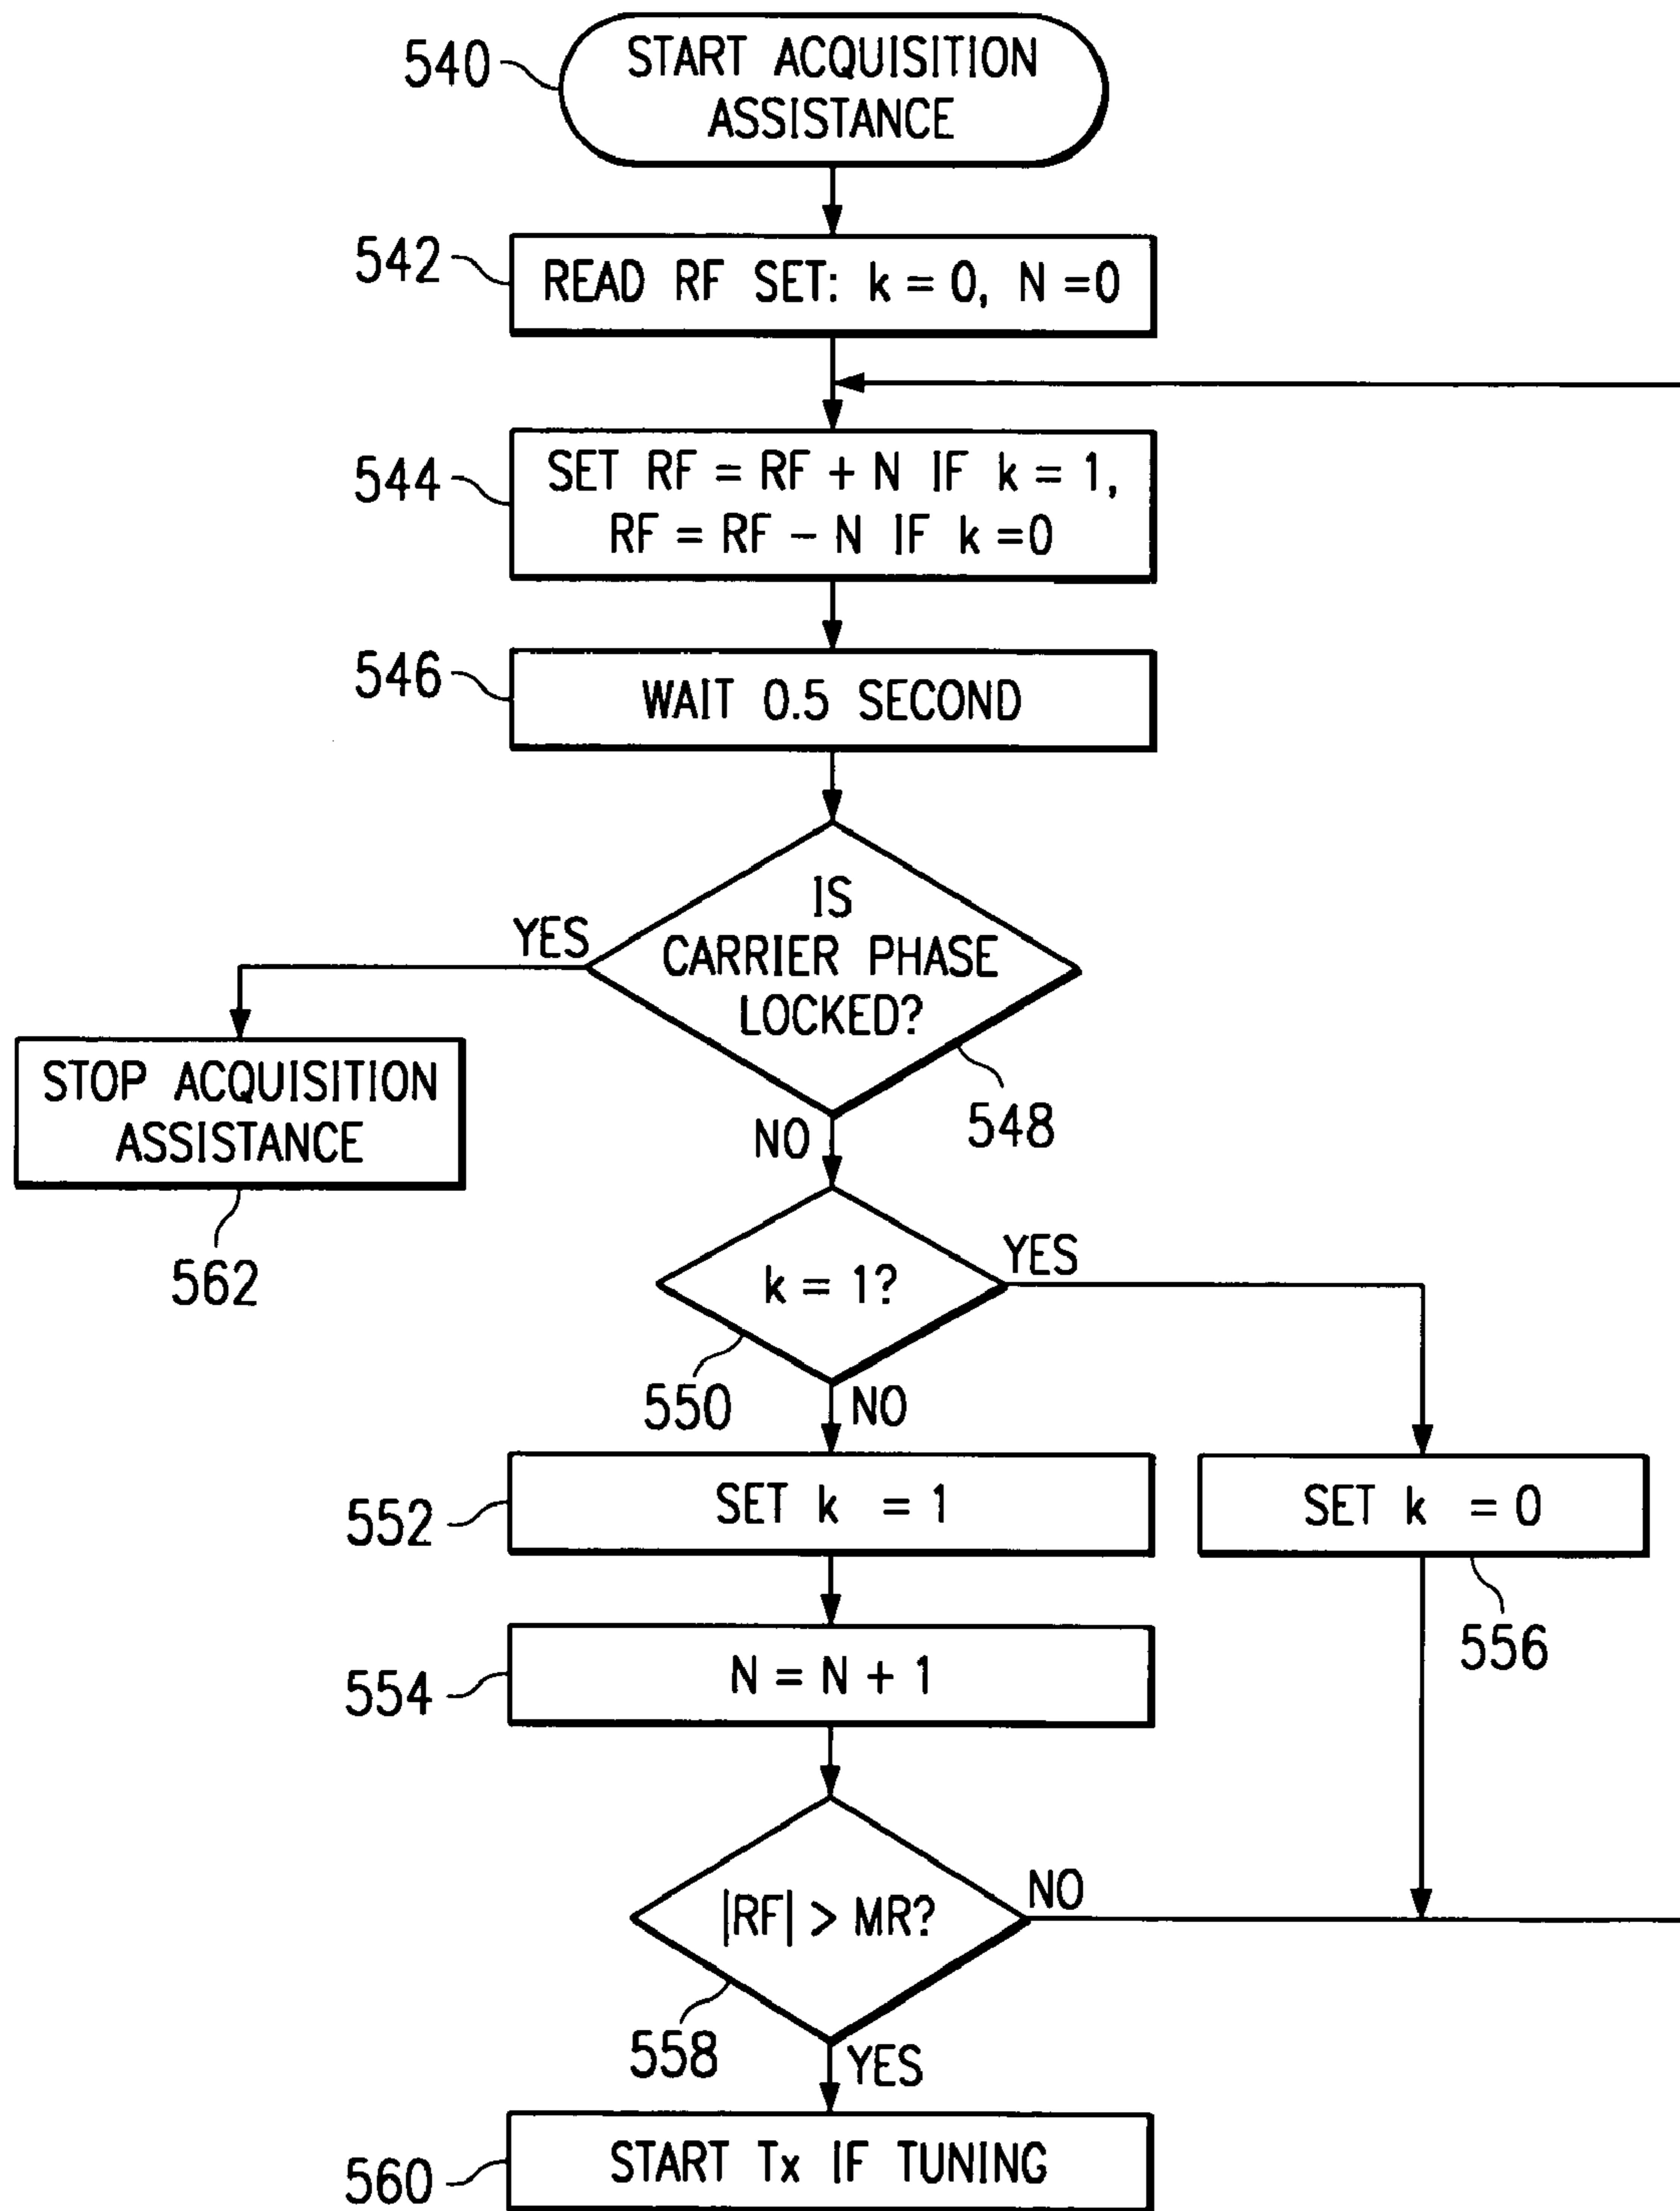 540
START ACQUISITION
ASSISTANCE
542
READ RF SET: k = 0, N =0
544
SET RF = RF + N IF k = 1,
RF = RF − N IF k =0
546
WAIT 0.5 SECOND
IS
CARRIER PHASE
LOCKED?
YES
548
NO
STOP ACQUISITION
ASSISTANCE
562
k = 1?
YES
550
NO
552
SET k = 1
SET k = 0
556
554
N = N + 1
|RF| > MR?
NO
558
YES
560
START Tx IF TUNING